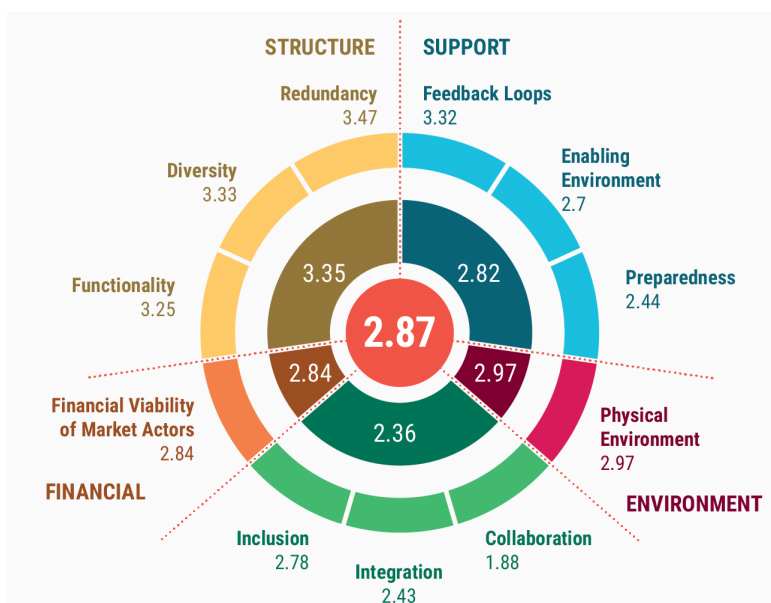 STRUCTURE
SUPPORT
Redundancy
3.47
Feedback Loops
3.32
Diversity
3.33
Enabling
Environment
2.7
Functionality
3.25
Preparedness
2.44
3.35
2.82
2.87
2.84
2.97
2.36
Financial Viability
of Market Actors
2.84
FINANCIAL
Physical
Environment
2.97
ENVIRONMENT
Inclusion
2.78
Integration
2.43
Collaboration
1.88